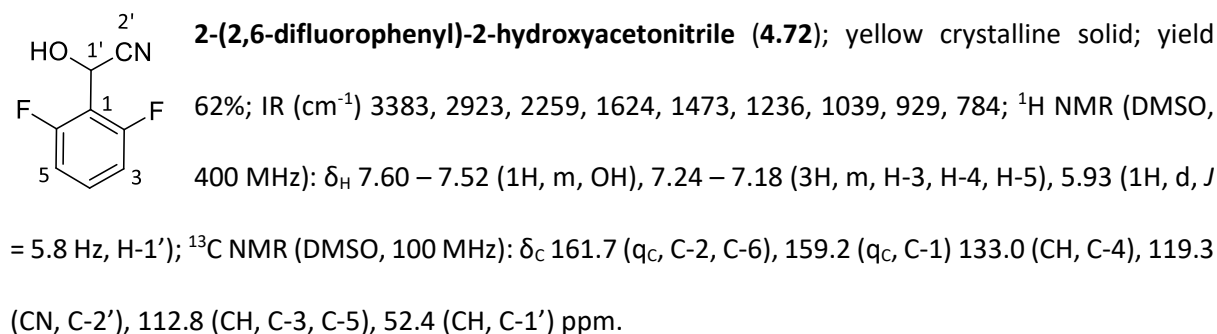 2'
HO 1' CN
1
F F
5 3
2-(2,6-difluorophenyl)-2-hydroxyacetonitrile (4.72); yellow crystalline solid; yield
62%; IR (cm⁻¹) 3383, 2923, 2259, 1624, 1473, 1236, 1039, 929, 784; ¹H NMR (DMSO,
400 MHz): δH 7.60 – 7.52 (1H, m, OH), 7.24 – 7.18 (3H, m, H-3, H-4, H-5), 5.93 (1H, d, J
= 5.8 Hz, H-1’); ¹³C NMR (DMSO, 100 MHz): δC 161.7 (qC, C-2, C-6), 159.2 (qC, C-1) 133.0 (CH, C-4), 119.3
(CN, C-2’), 112.8 (CH, C-3, C-5), 52.4 (CH, C-1’) ppm.